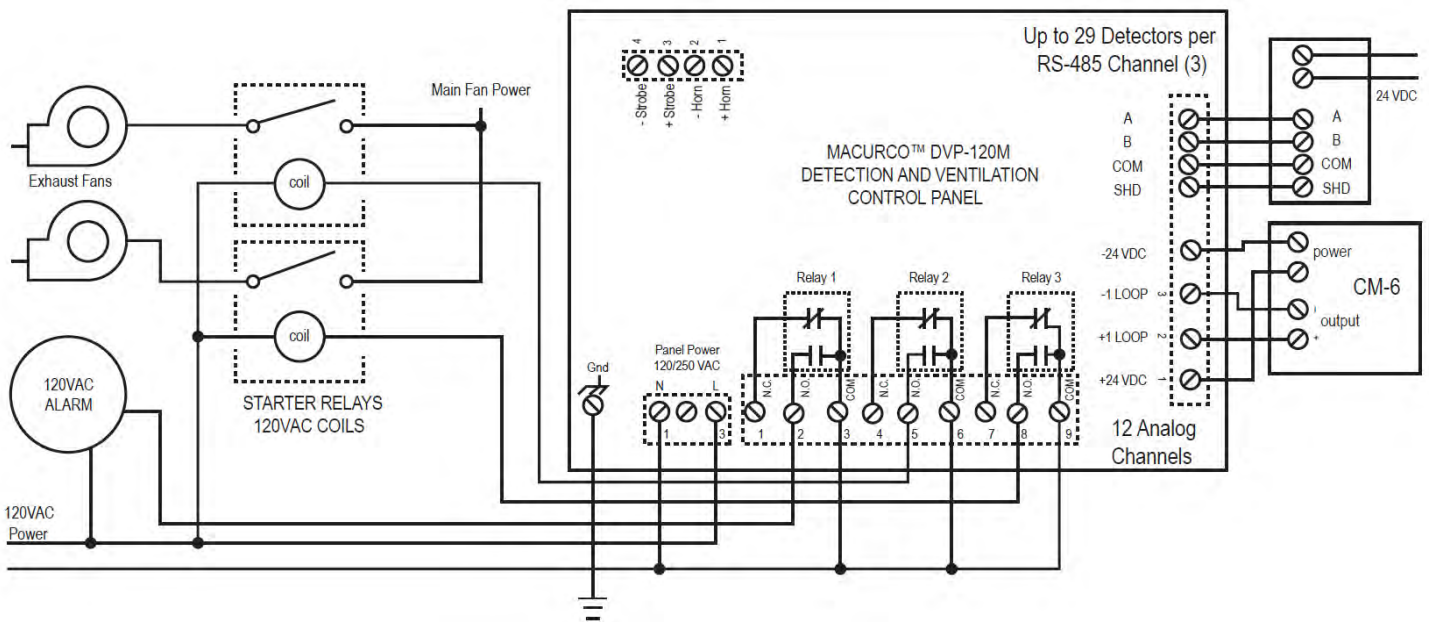 Up to 29 Detectors per
RS-485 Channel (3)
4
3
2
1
- Strobe
+ Strobe
- Horn
+ Horn
Main Fan Power
24 VDC
Exhaust Fans
coil
coil
STARTER RELAYS
120VAC COILS
MACURCO™ DVP-120M
DETECTION AND VENTILATION
CONTROL PANEL
A
B
COM
SHD
A
B
COM
SHD
-24 VDC
-1 LOOP
3
+1 LOOP
2
+24 VDC
1
power
CM-6
output
-
+
Relay 1
Relay 2
Relay 3
Panel Power
120/250 VAC
N
L
1
3
Gnd
N.C.
N.O.
COM
N.C.
N.O.
COM
N.C.
N.O.
COM
1
2
3
4
5
6
7
8
9
12 Analog
Channels
120VAC
ALARM
120VAC
Power